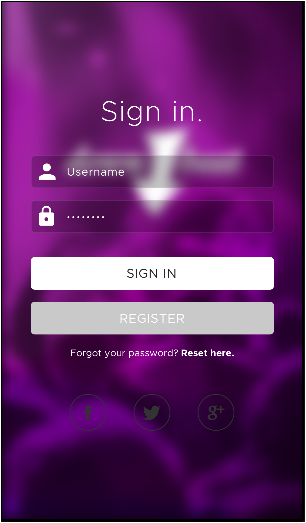 Sign in.
Username
SIGN IN
REGISTER
Forgot your password? Reset here.
g+